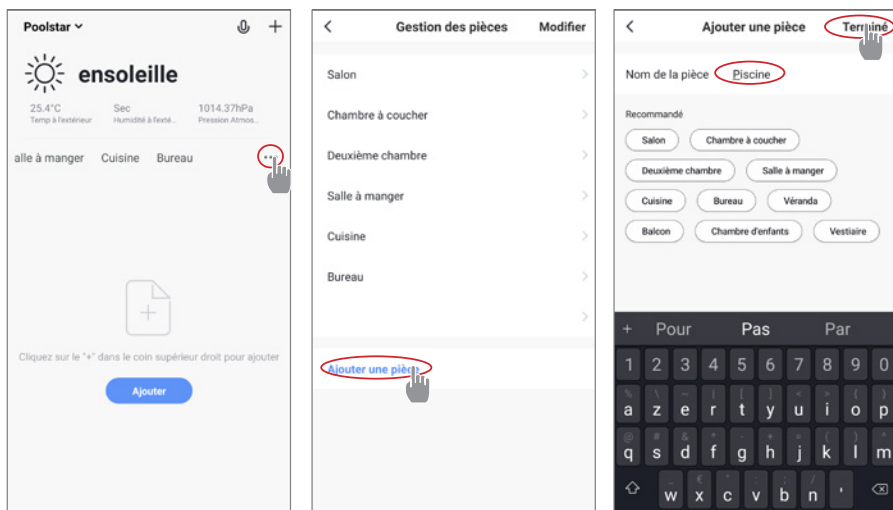 Poolstar
ensoleille
25.4°C Sec 1014.37hPa
Temp à l'extérieur Humidité à l'exté... Pression Atmos...
alle à manger Cuisine Bureau ...
Cliquez sur le "+" dans le coin supérieur droit pour ajouter
Ajouter
Gestion des pièces Modifier
Salon
Chambre à coucher
Deuxième chambre
Salle à manger
Cuisine
Bureau
Ajouter une pièce
Ajouter une pièce Terminé
Nom de la pièce Piscine
Recommandé
Salon Chambre à coucher
Deuxième chambre Salle à manger
Cuisine Bureau Véranda
Balcon Chambre d'enfants Vestiaire
+ Pour Pas Par
1 2 3 4 5 6 7 8 9 0
a z e r t y u i o p
q s d f g h j k l m
w x c v b n '